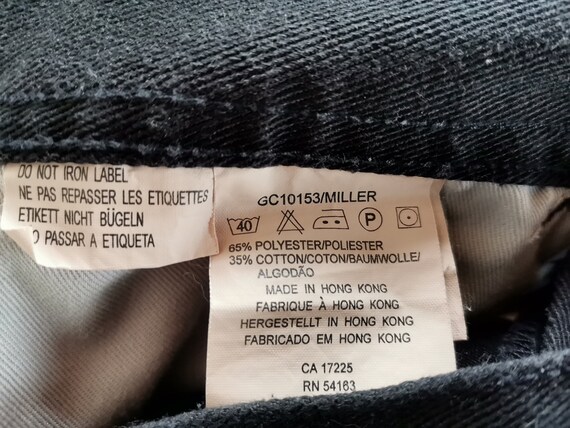 DO NOT IRON LABEL
NE PAS REPASSER LES ETIQUETTES
ETIKETT NICHT BÜGELN
O PASSAR A ETIQUETA
GC10153/MILLER
40 P
65% POLYESTER/POLIESTER
35% COTTON/COTON/BAUMWOLLE/
ALGODÃO
MADE IN HONG KONG
FABRIQUE À HONG KONG
HERGESTELLT IN HONG KONG
FABRICADO EM HONG KONG
CA 17225
RN 54163